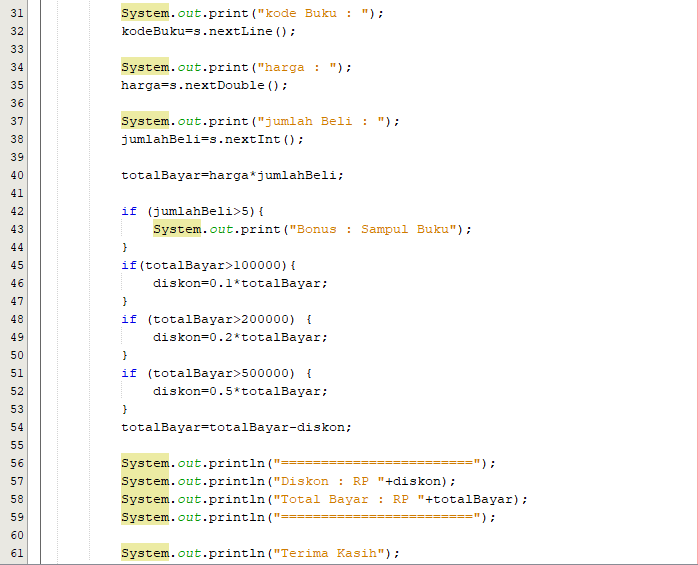 31 System.out.print("kode Buku : ");
32 kodeBuku=s.nextLine();
33
34 System.out.print("harga : ");
35 harga=s.nextDouble();
36
37 System.out.print("jumlah Beli : ");
38 jumlahBeli=s.nextInt();
39
40 totalBayar=harga*jumlahBeli;
41
42 if (jumlahBeli>5){
43 System.out.print("Bonus : Sampul Buku");
44 }
45 if(totalBayar>100000){
46 diskon=0.1*totalBayar;
47 }
48 if (totalBayar>200000) {
49 diskon=0.2*totalBayar;
50 }
51 if (totalBayar>500000) {
52 diskon=0.5*totalBayar;
53 }
54 totalBayar=totalBayar-diskon;
55
56 System.out.println("========================");
57 System.out.println("Diskon : RP "+diskon);
58 System.out.println("Total Bayar : RP "+totalBayar);
59 System.out.println("========================");
60
61 System.out.println("Terima Kasih");